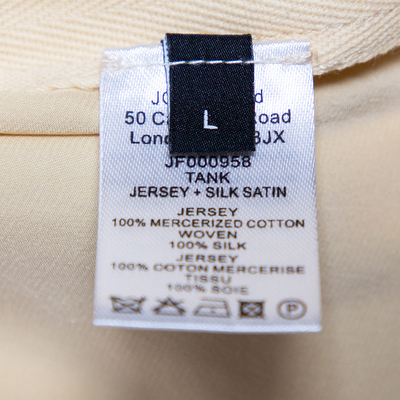 L
50 Road
JF000958
TANK
JERSEY + SILK SATIN
JERSEY
100% MERCERIZED COTTON
WOVEN
100% SILK
JERSEY
100% COTON MERCERISE
TISSU
100% SOIE
P